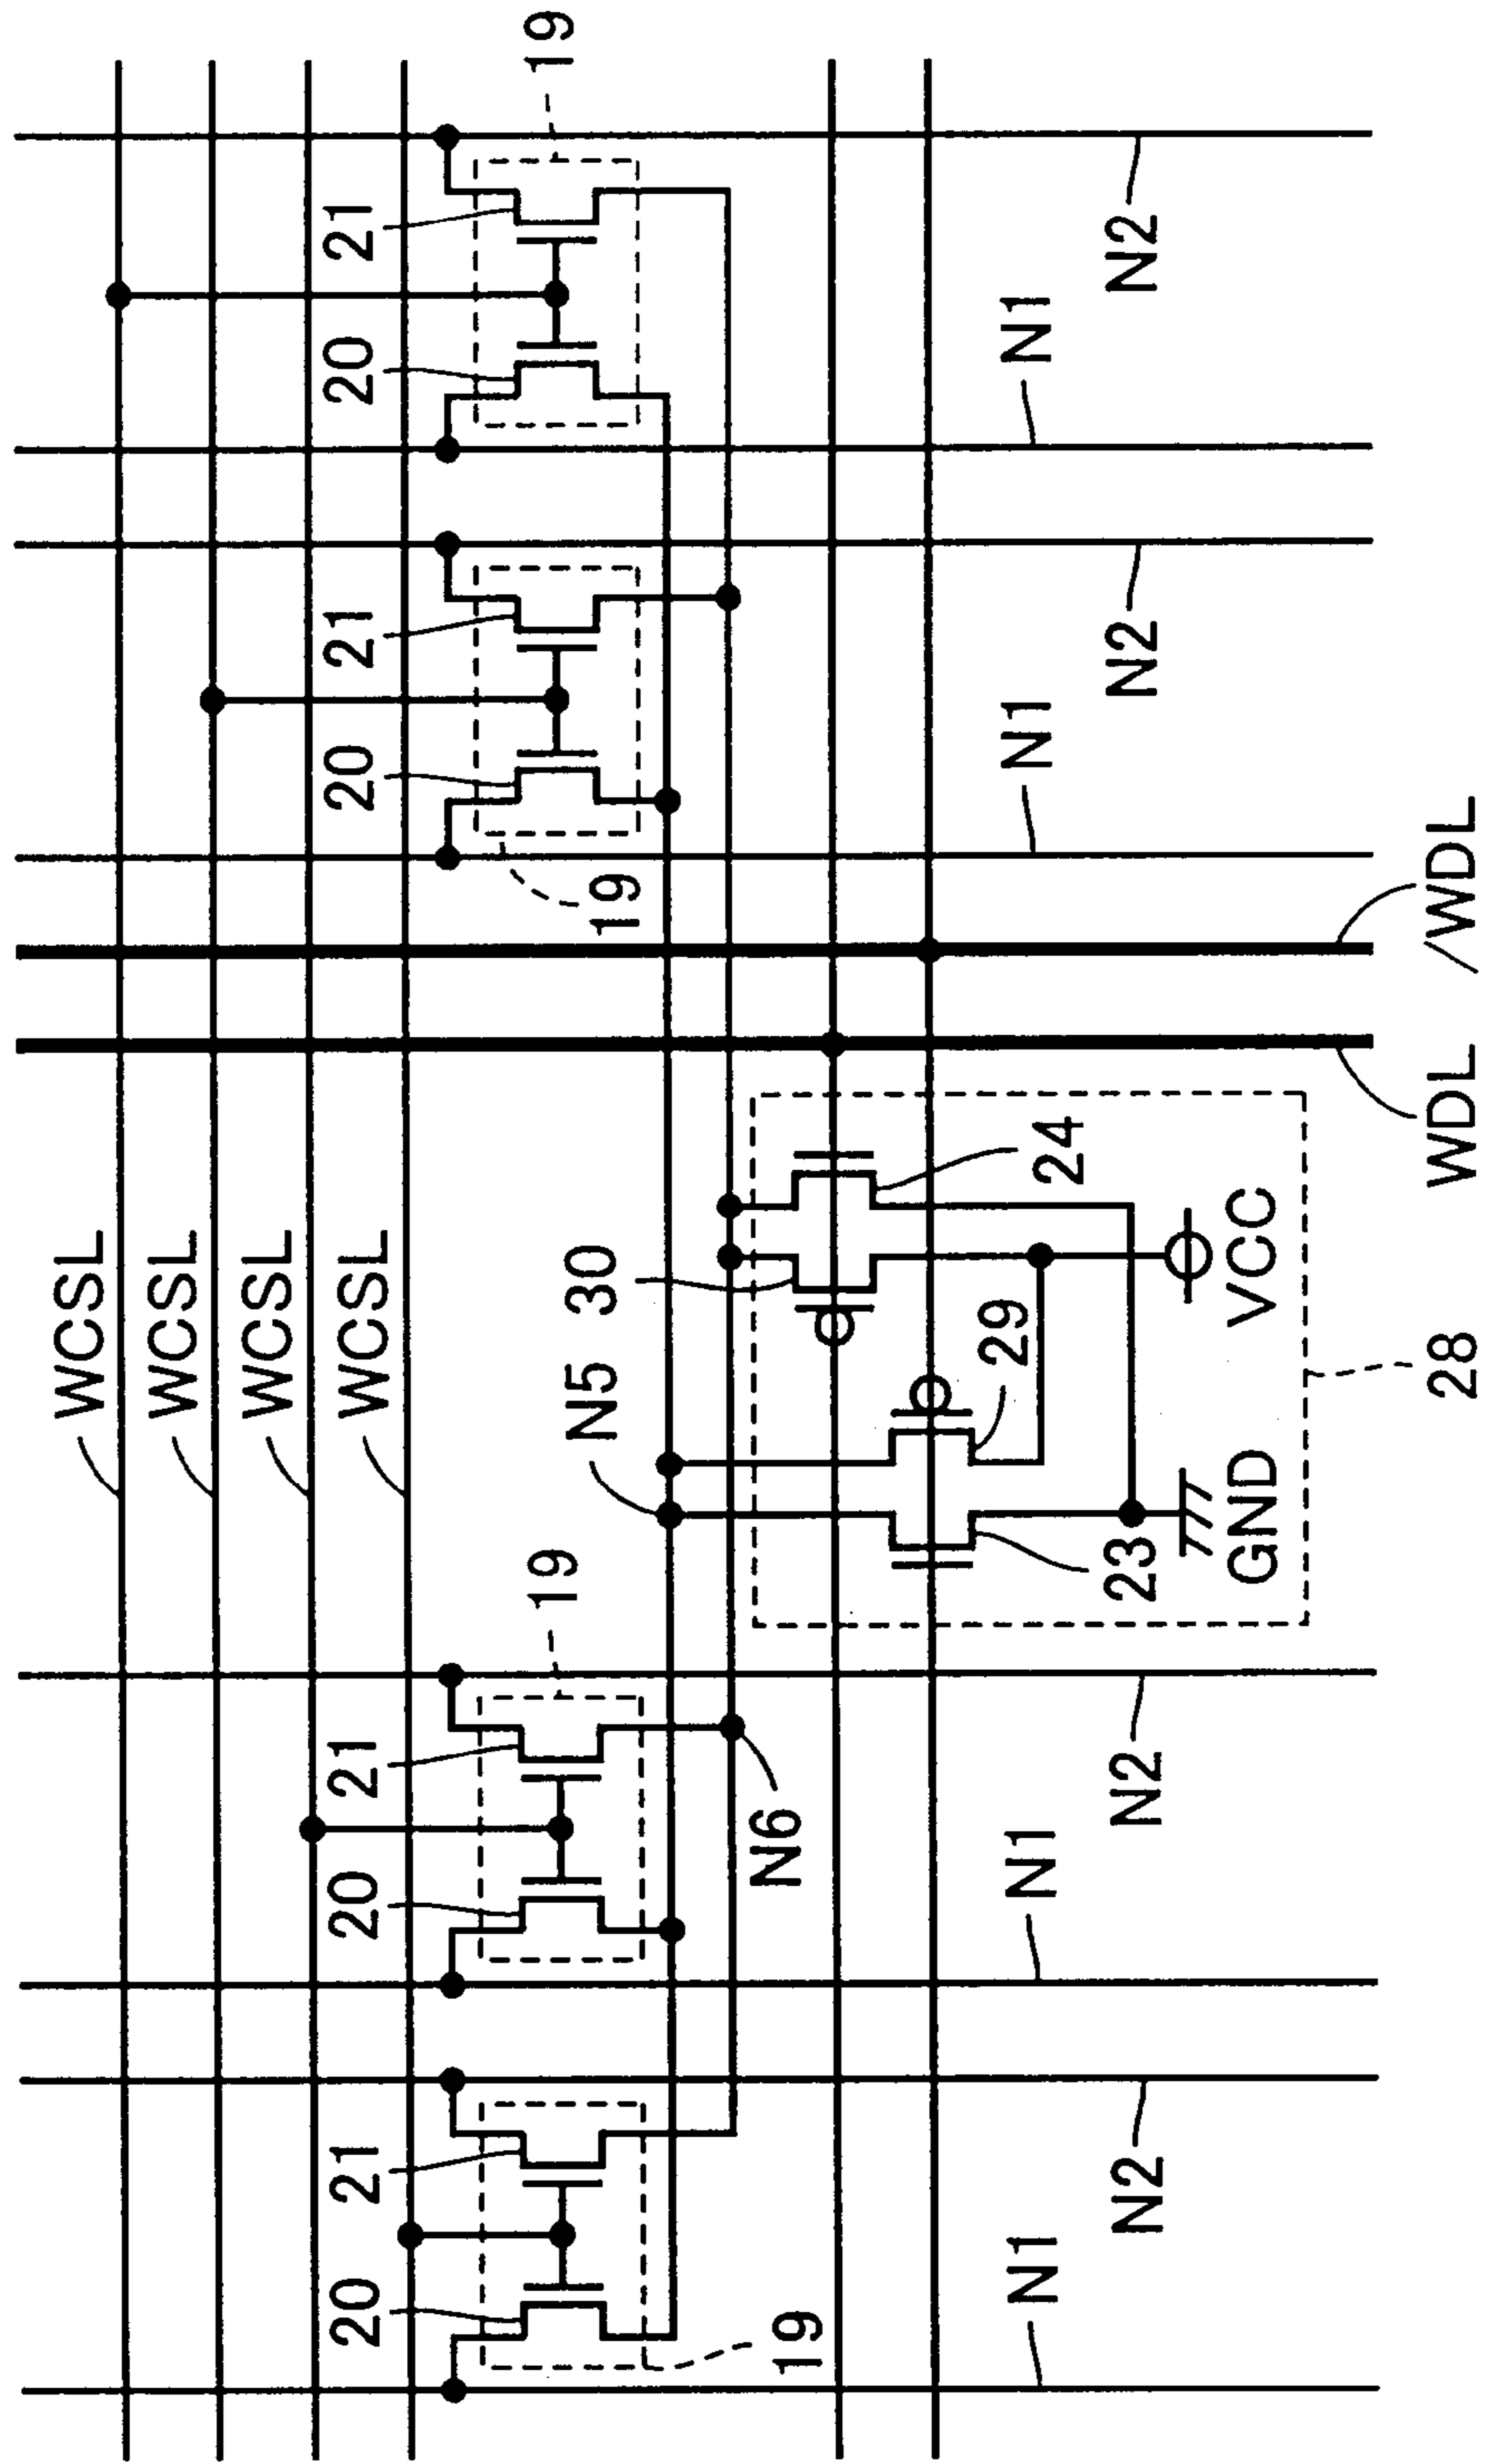 WCSL
WCSL
WCSL
WCSL
20 21 20 21 20 21 20 21
19 19
N5 30 19
19 N6
29
N1 N1 24 N1 N1
N2 N2 23 N2 N2
GND VCC
28 WDL /WDL